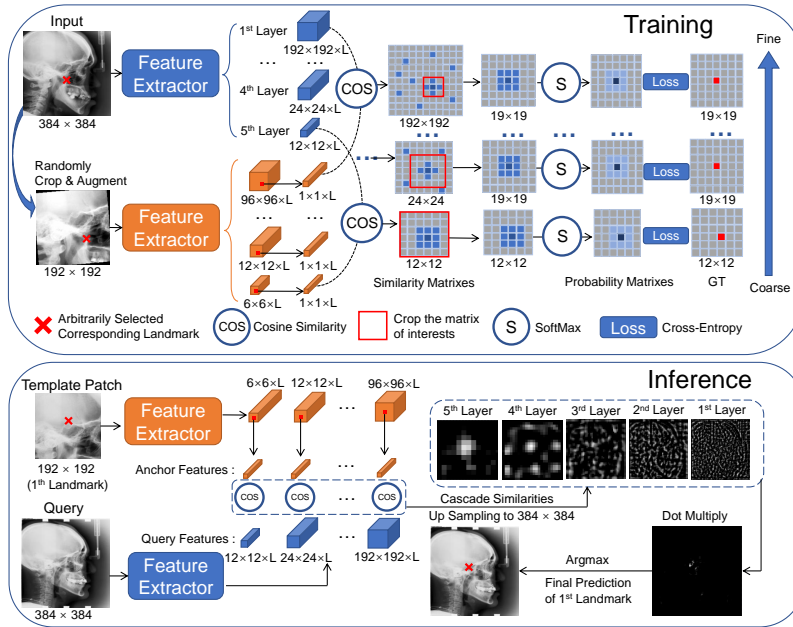 Training
Input
384 × 384
Feature
Extractor
1st Layer
192×192×L
... ...
4th Layer
24×24×L
5th Layer
12×12×L
COS
192×192
19×19
S
Loss
19×19
Fine
Randomly
Crop & Augment
192 × 192
Feature
Extractor
96×96×L
1×1×L
... ...
12×12×L
1×1×L
6×6×L
1×1×L
COS
24×24
19×19
S
Loss
19×19
12×12
12×12
S
Loss
12×12
Similarity Matrixes
Probability Matrixes
GT
Coarse
Arbitrarily Selected
Corresponding Landmark
COS
Cosine Similarity
Crop the matrix
of interests
S
SoftMax
Loss
Cross-Entropy
Inference
Template Patch
192 × 192
(1th Landmark)
Feature
Extractor
6×6×L
12×12×L
...
96×96×L
Anchor Features :
...
COS
COS
...
COS
Query Features :
12×12×L
24×24×L
...
192×192×L
Query
384 × 384
Feature
Extractor
5th Layer
4th Layer
3rd Layer
2nd Layer
1st Layer
Cascade Similarities
Up Sampling to 384 × 384
Dot Multiply
Argmax
Final Prediction
of 1st Landmark